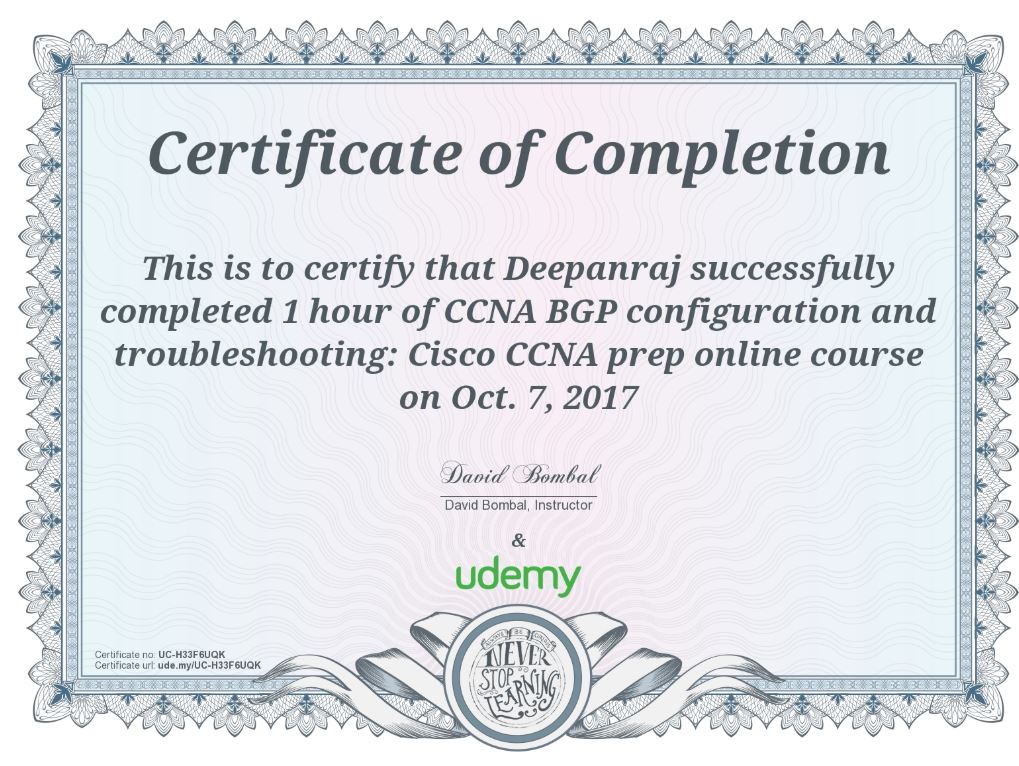 Certificate of Completion
This is to certify that Deepanraj successfully
completed 1 hour of CCNA BGP configuration and
troubleshooting: Cisco CCNA prep online course
on Oct. 7, 2017
David Bombal
David Bombal, Instructor
&
udemy
Certificate no: UC-H33F6UQK
Certificate url: ude.my/UC-H33F6UQK
NEVER
STOP
LEARNING